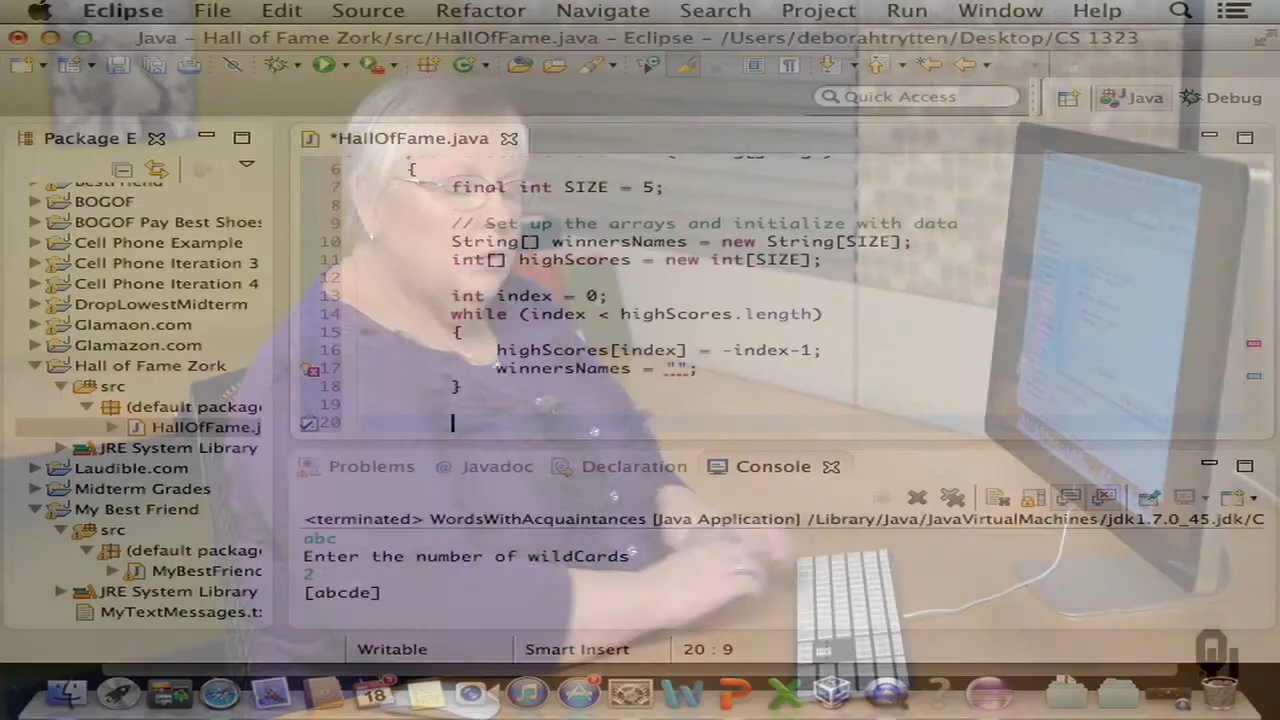 Eclipse File Edit Source Refactor Navigate Search Project Run Window Help
Java – Hall of Fame Zork/src/HallOfFame.java – Eclipse – /Users/deborahtrytten/Desktop/CS 1323
Quick Access
Java
Debug
Package E
*HallOfFame.java
BestFriend
BOGOF
BOGOF Pay Best Shoes
Cell Phone Example
Cell Phone Iteration 3
Cell Phone Iteration 4
DropLowestMidterm
Glamaon.com
Glamazon.com
Hall of Fame Zork
src
(default packag
HallOfFame.j
JRE System Library
Laudible.com
Midterm Grades
My Best Friend
src
(default packag
MyBestFrienc
JRE System Library
MyTextMessages.t
6 {
7 final int SIZE = 5;
8
9 // Set up the arrays and initialize with data
10 String[] winnersNames = new String[SIZE];
11 int[] highScores = new int[SIZE];
12
13 int index = 0;
14 while (index < highScores.length)
15 {
16 highScores[index] = -index-1;
17 winnersNames = "";
18 }
19
20
Problems @ Javadoc Declaration Console
<terminated> WordsWithAcquaintances [Java Application] /Library/Java/JavaVirtualMachines/jdk1.7.0_45.jdk/C
abc
Enter the number of wildCards
2
[abcde]
Writable Smart Insert 20 : 9
18